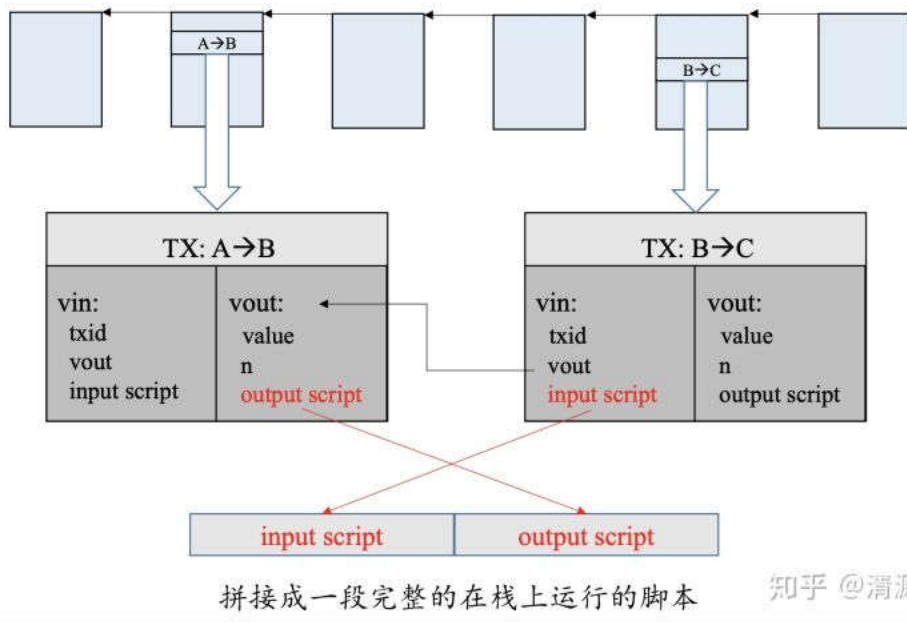 A→B
B→C
TX: A→B
TX: B→C
vin:
txid
vout
input script
vout:
value
n
output script
vin:
txid
vout
input script
vout:
value
n
output script
input script
output script
拼接成一段完整的在栈上运行的脚本
知乎 @清源